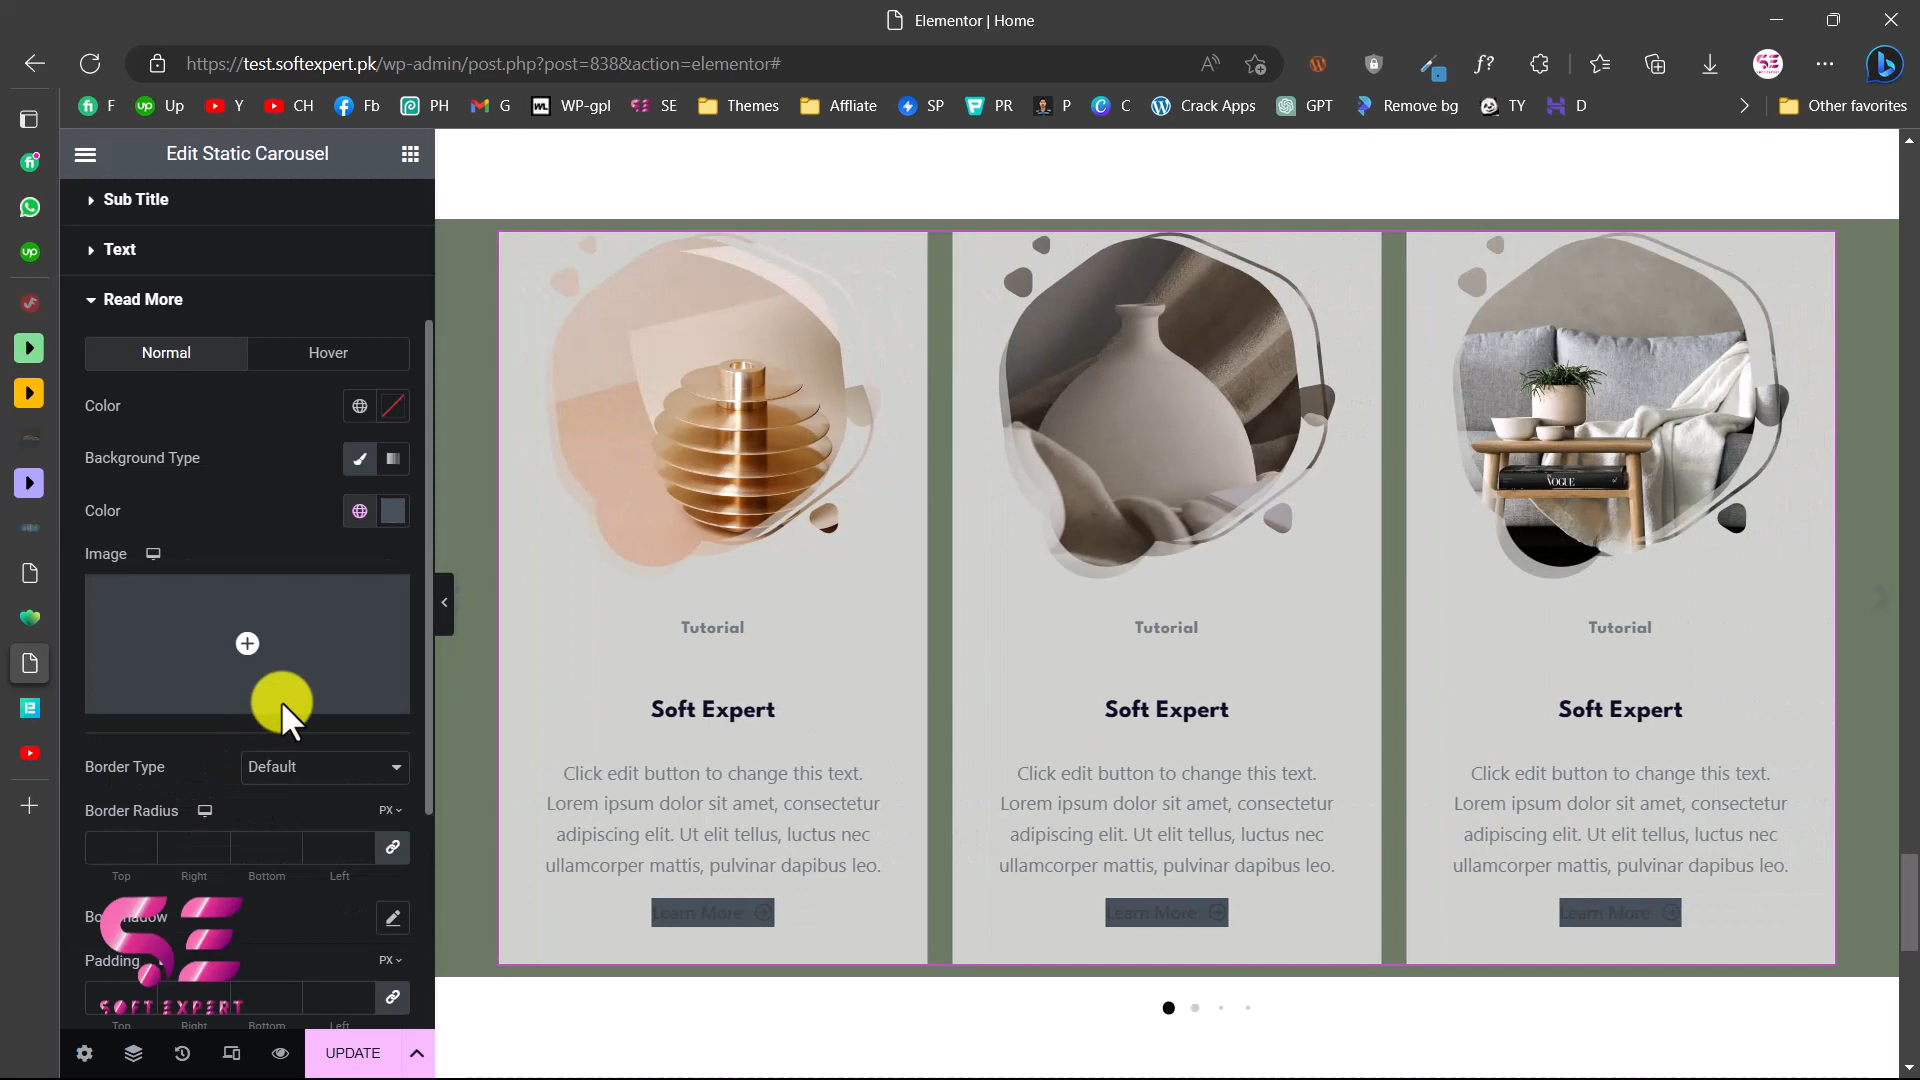 Elementor | Home
https://test.softexpert.pk/wp-admin/post.php?post=838&action=elementor#
F Up Y CH Fb PH G WP-gpl SE Themes Affliate SP PR P C Crack Apps GPT Remove bg TY D Other favorites
Edit Static Carousel
Sub Title
Text
Read More
Normal Hover
Color
Background Type
Color
Image
Border Type Default
Border Radius PX
Top Right Bottom Left
Padding PX
SOFT EXPERT
Top Right Bottom Left
UPDATE
VOGUE
Tutorial Tutorial Tutorial
Soft Expert Soft Expert Soft Expert
Click edit button to change this text.
Lorem ipsum dolor sit amet, consectetur
adipiscing elit. Ut elit tellus, luctus nec
ullamcorper mattis, pulvinar dapibus leo.
Learn More
Click edit button to change this text.
Lorem ipsum dolor sit amet, consectetur
adipiscing elit. Ut elit tellus, luctus nec
ullamcorper mattis, pulvinar dapibus leo.
Learn More
Click edit button to change this text.
Lorem ipsum dolor sit amet, consectetur
adipiscing elit. Ut elit tellus, luctus nec
ullamcorper mattis, pulvinar dapibus leo.
Learn More